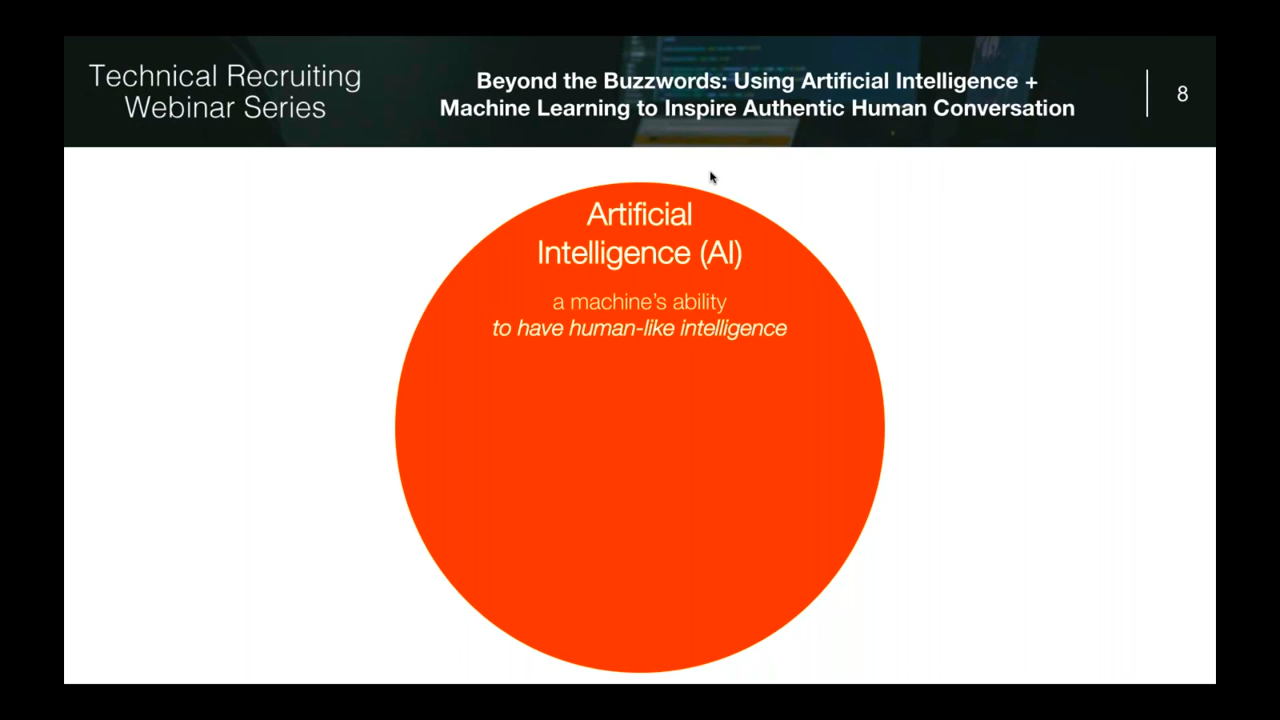 Technical Recruiting
Webinar Series
Beyond the Buzzwords: Using Artificial Intelligence +
Machine Learning to Inspire Authentic Human Conversation
8
Artificial
Intelligence (AI)
a machine's ability
to have human-like intelligence